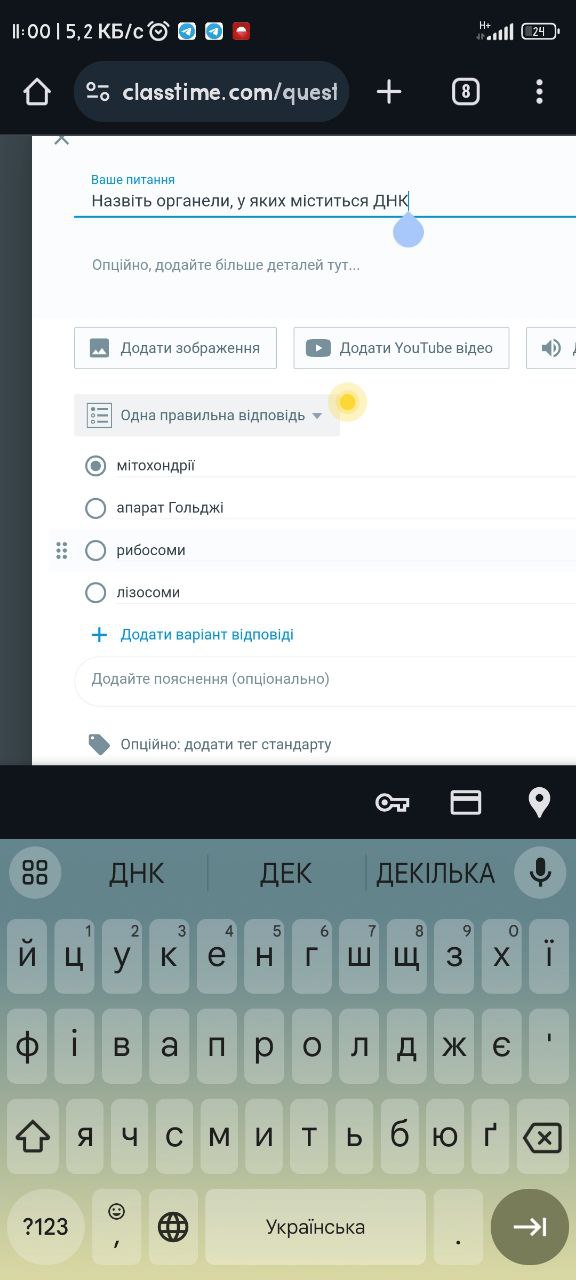 11:00 | 5,2 КБ/с H+ 24
classtime.com/quest 8
Ваше питання
Назвіть органели, у яких міститься ДНК
Опційно, додайте більше деталей тут...
Додати зображення Додати YouTube відео
Одна правильна відповідь
мітохондрії
апарат Гольджі
рибосоми
лізосоми
+ Додати варіант відповіді
Додайте пояснення (опціонально)
Опційно: додати тег стандарту
ДНК ДЕК ДЕКІЛЬКА
1 2 3 4 5 6 7 8 9 0
й ц у к е н г ш щ з х ї
ф і в а п р о л д ж є '
я ч с м и т ь б ю ґ
?123 , Українська .